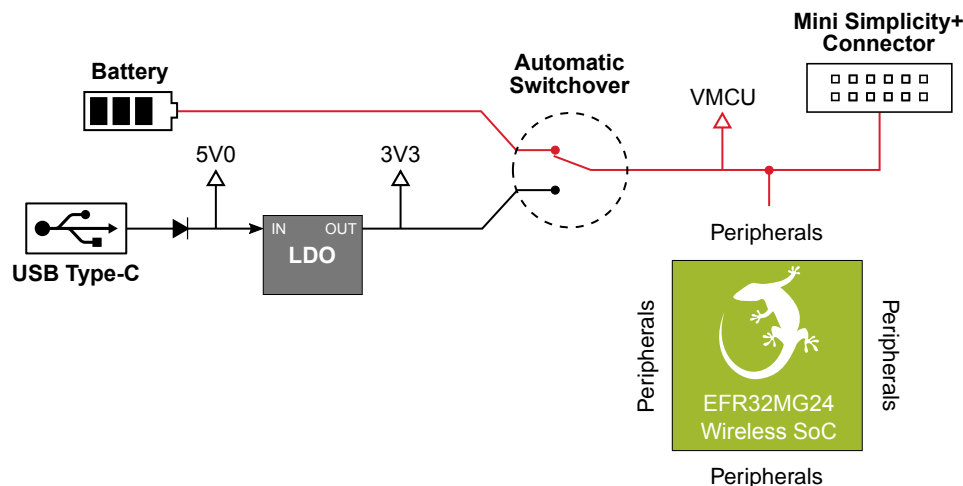 Mini Simplicity+
Connector
Battery
Automatic
Switchover
VMCU
5V0
3V3
IN
OUT
LDO
USB Type-C
Peripherals
Peripherals
Peripherals
EFR32MG24
Wireless SoC
Peripherals